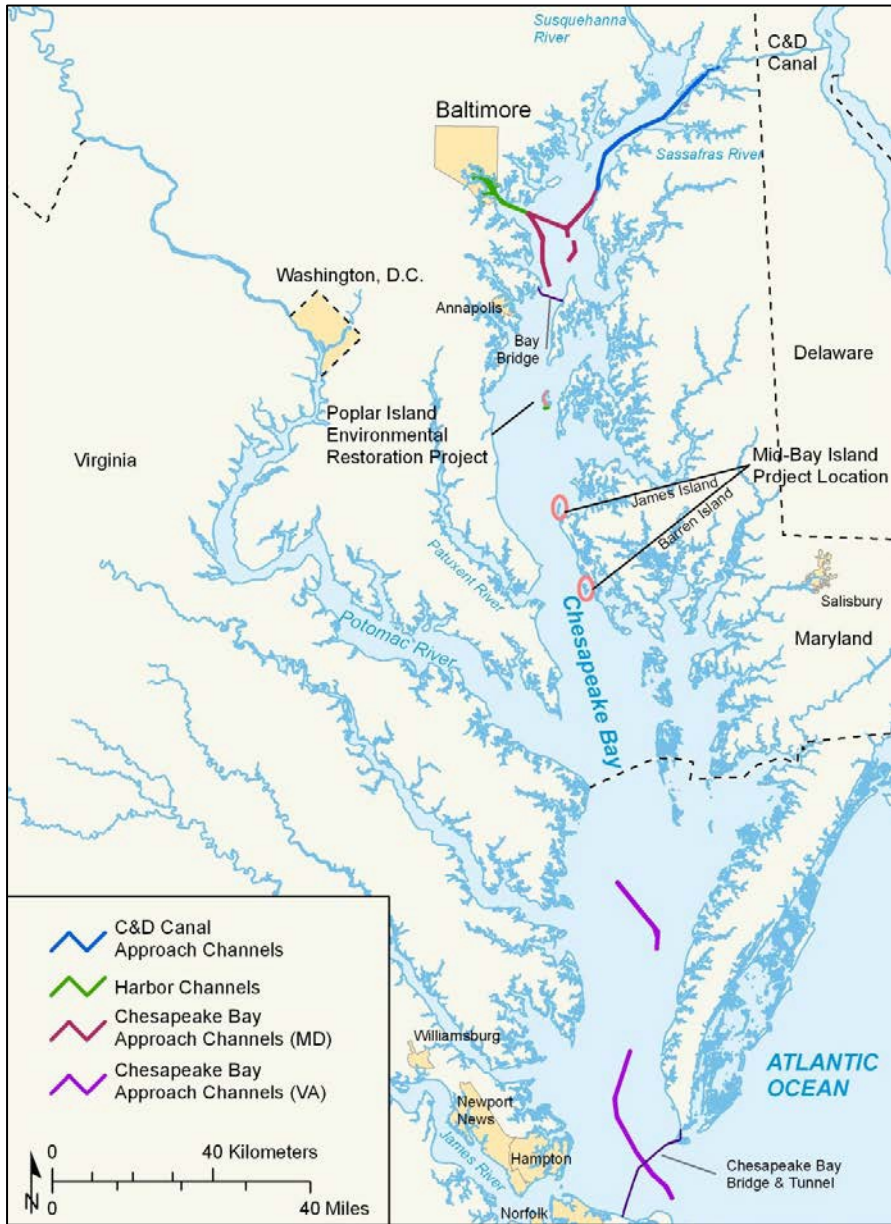 Susquehanna
River
C&D
Canal
Baltimore
Sassafras River
Washington, D.C.
Annapolis
Bay
Bridge
Delaware
Poplar Island
Environmental
Restoration Project
Virginia
Mid-Bay Island
Project Location
James Island
Barren Island
Patuxent River
Salisbury
Potomac River
Chesapeake Bay
Maryland
C&D Canal
Approach Channels
Harbor Channels
Chesapeake Bay
Approach Channels (MD)
Chesapeake Bay
Approach Channels (VA)
Williamsburg
Newport
News
James River
Hampton
Norfolk
ATLANTIC
OCEAN
Chesapeake Bay
Bridge & Tunnel
0 40 Kilometers
0 40 Miles
N